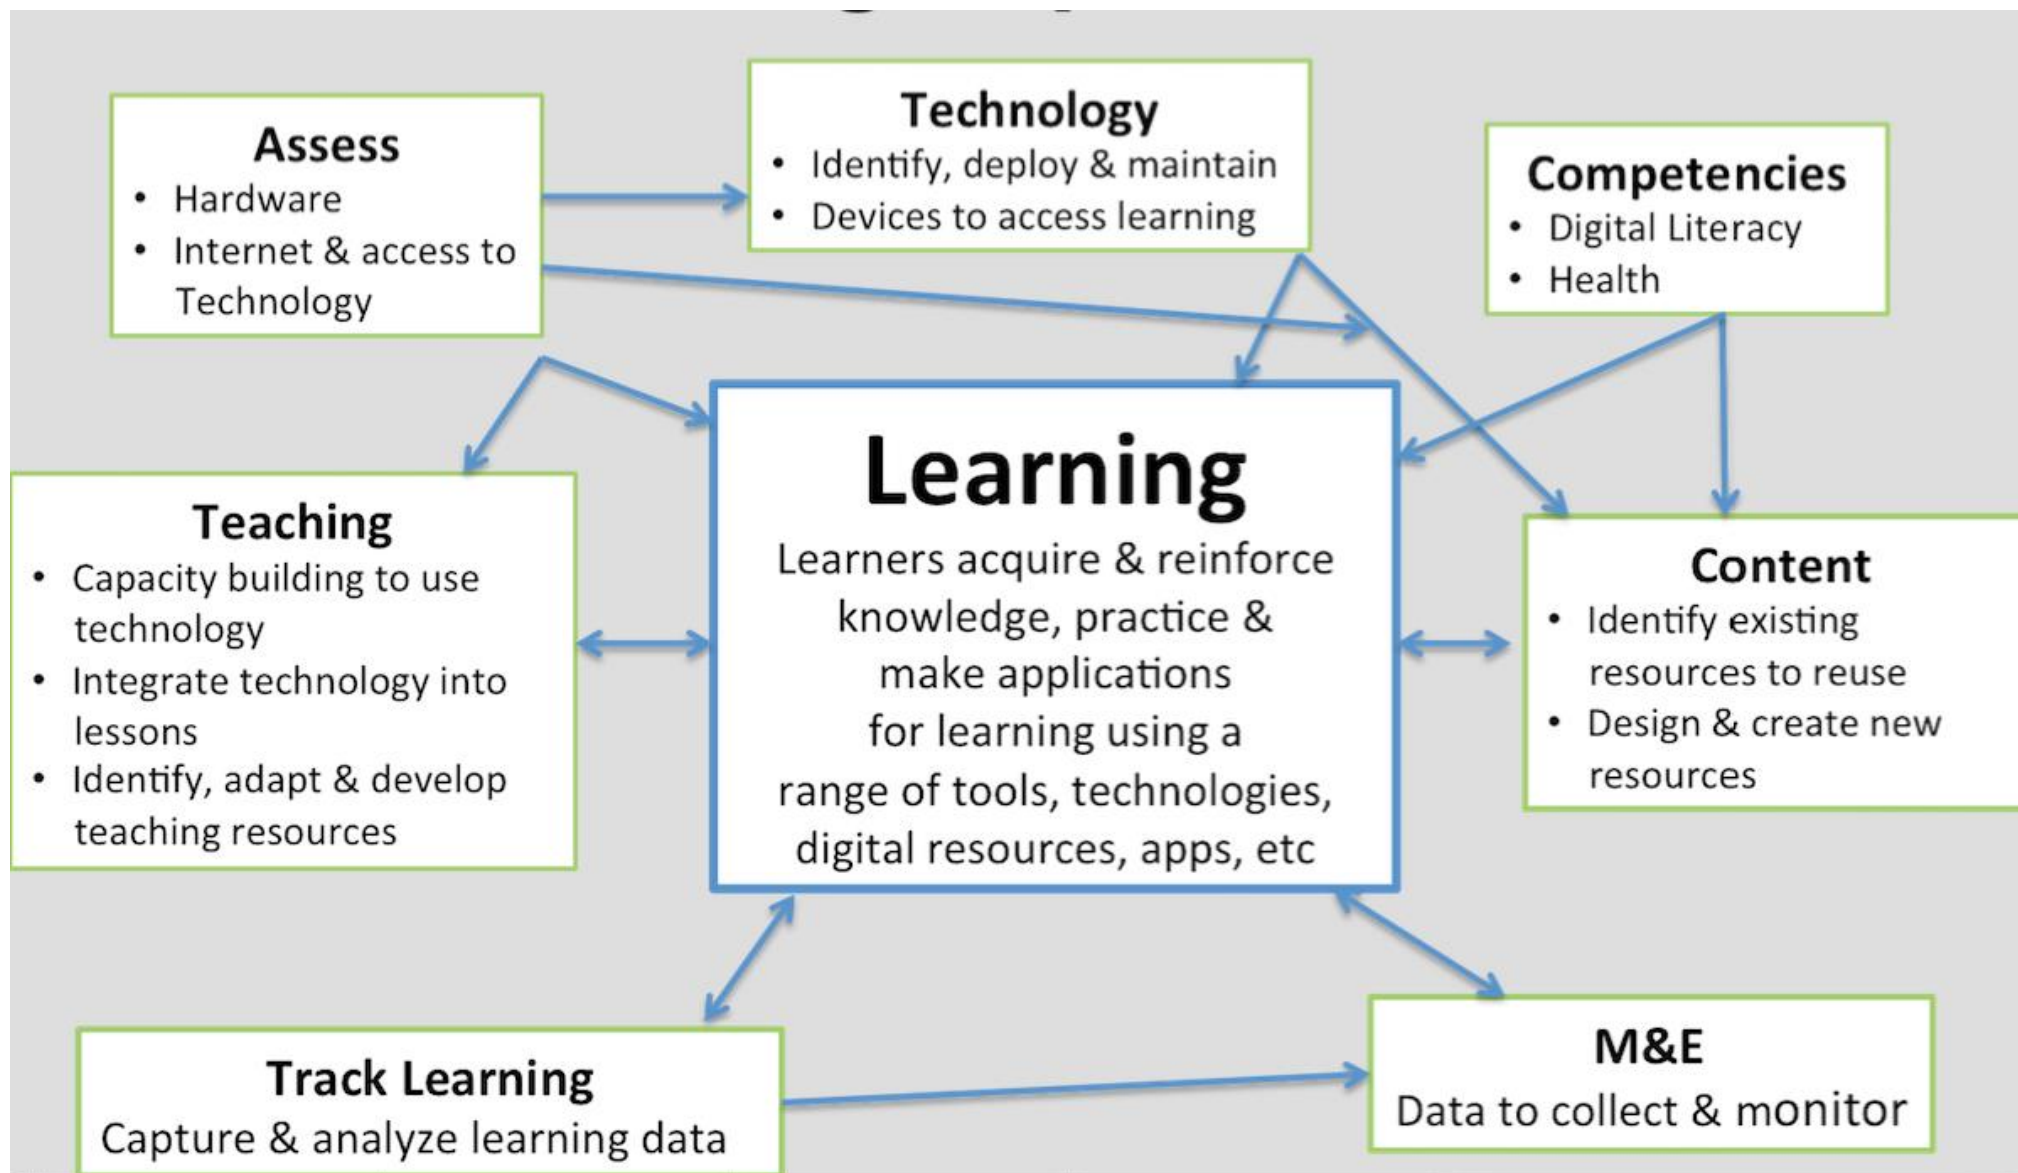 Assess
• Hardware
• Internet & access to
Technology
Technology
• Identify, deploy & maintain
• Devices to access learning
Competencies
• Digital Literacy
• Health
Teaching
• Capacity building to use
technology
• Integrate technology into
lessons
• Identify, adapt & develop
teaching resources
Learning
Learners acquire & reinforce
knowledge, practice &
make applications
for learning using a
range of tools, technologies,
digital resources, apps, etc
Content
• Identify existing
resources to reuse
• Design & create new
resources
Track Learning
Capture & analyze learning data
M&E
Data to collect & monitor